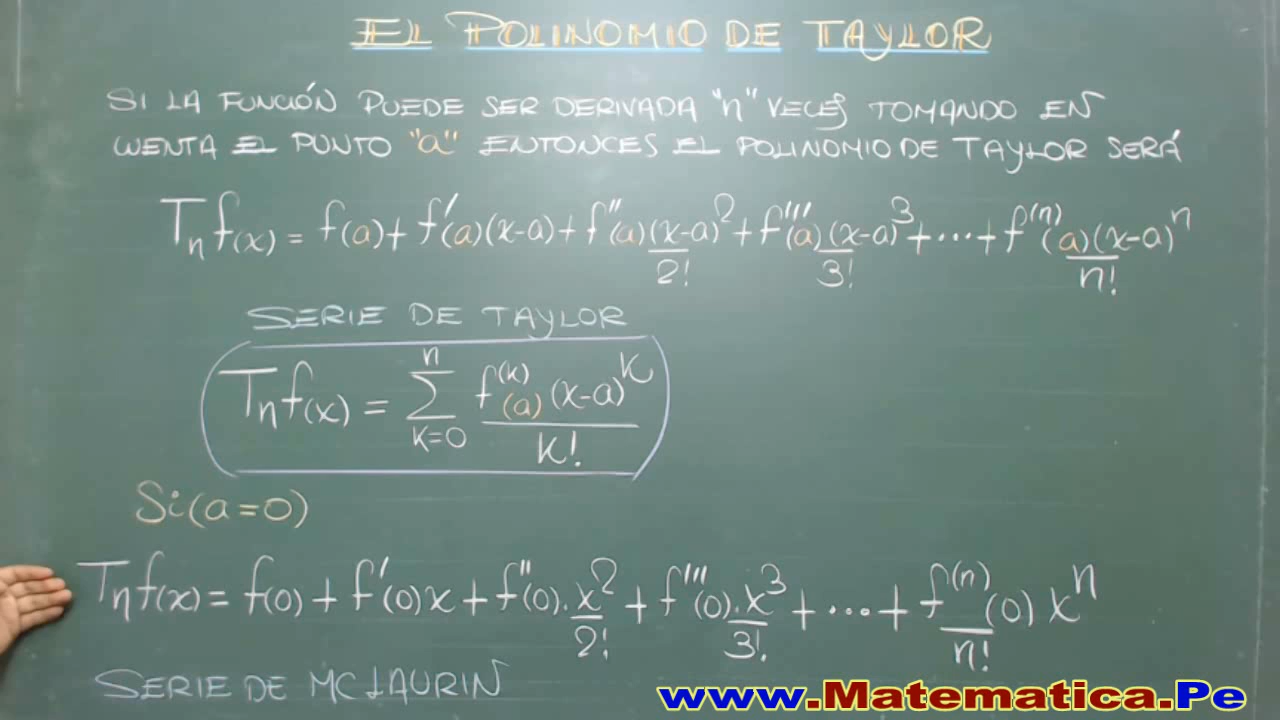 EL POLINOMIO DE TAYLOR
SI LA FUNCIÓN PUEDE SER DERIVADA "n" VECES TOMANDO EN
CUENTA EL PUNTO "a" ENTONCES EL POLINOMIO DE TAYLOR SERÁ
Tₙf(x) = f(a) + f'(a)(x-a) + f''(a)(x-a)²/2! + f'''(a)(x-a)³/3! + ... + f⁽ⁿ⁾(a)(x-a)ⁿ/n!
SERIE DE TAYLOR
Tₙf(x) = Σ_{k=0}^{n} f⁽ᵏ⁾(a)(x-a)ᵏ/k!
Si (a=0)
Tₙf(x) = f(0) + f'(0)x + f''(0).x²/2! + f'''(0).x³/3! + ... + f⁽ⁿ⁾/n! (0) xⁿ
SERIE DE MCLAURIN
www.Matematica.Pe